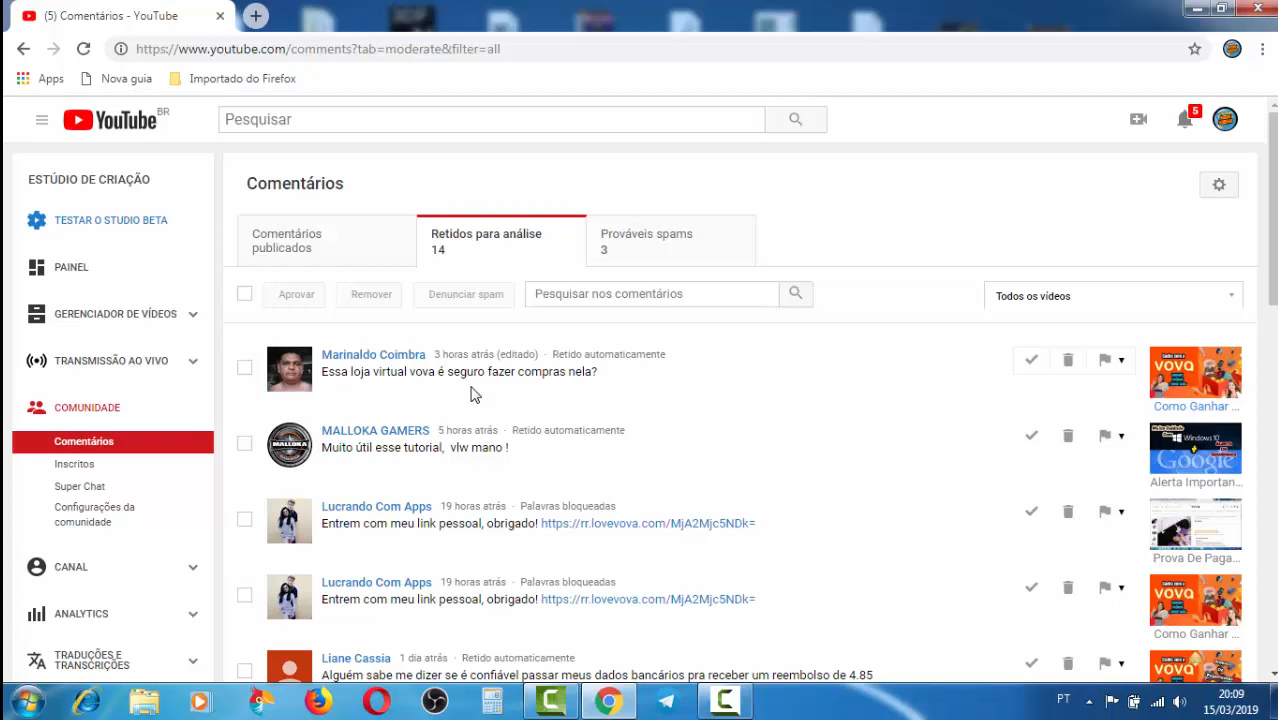 (5) Comentários - YouTube
https://www.youtube.com/comments?tab=moderate&filter=all
Apps Nova guia Importado do Firefox
YouTube BR
Pesquisar
5
ESTÚDIO DE CRIAÇÃO
TESTAR O STUDIO BETA
PAINEL
GERENCIADOR DE VÍDEOS
TRANSMISSÃO AO VIVO
COMUNIDADE
Comentários
Inscritos
Super Chat
Configurações da
comunidade
CANAL
ANALYTICS
TRADUÇÕES E
TRANSCRIÇÕES
Comentários
Comentários
publicados
Retidos para análise
14
Prováveis spams
3
Aprovar Remover Denunciar spam Pesquisar nos comentários Todos os vídeos
Marinaldo Coimbra 3 horas atrás (editado) · Retido automaticamente
Essa loja virtual vova é seguro fazer compras nela?
vova
Como Ganhar ...
MALLOKA GAMERS 5 horas atrás · Retido automaticamente
Muito útil esse tutorial, vlw mano !
MALLOKA
Windows 10
Google
Alerta Importan...
Lucrando Com Apps 19 horas atrás · Palavras bloqueadas
Entrem com meu link pessoal, obrigado! https://rr.lovevova.com/MjA2Mjc5NDk=
Prova De Paga...
Lucrando Com Apps 19 horas atrás · Palavras bloqueadas
Entrem com meu link pessoal, obrigado! https://rr.lovevova.com/MjA2Mjc5NDk=
vova
Como Ganhar ...
Liane Cassia 1 dia atrás · Retido automaticamente
Alguém sabe me dizer se é confiável passar meus dados bancários pra receber um reembolso de 4.85
PT
20:09
15/03/2019